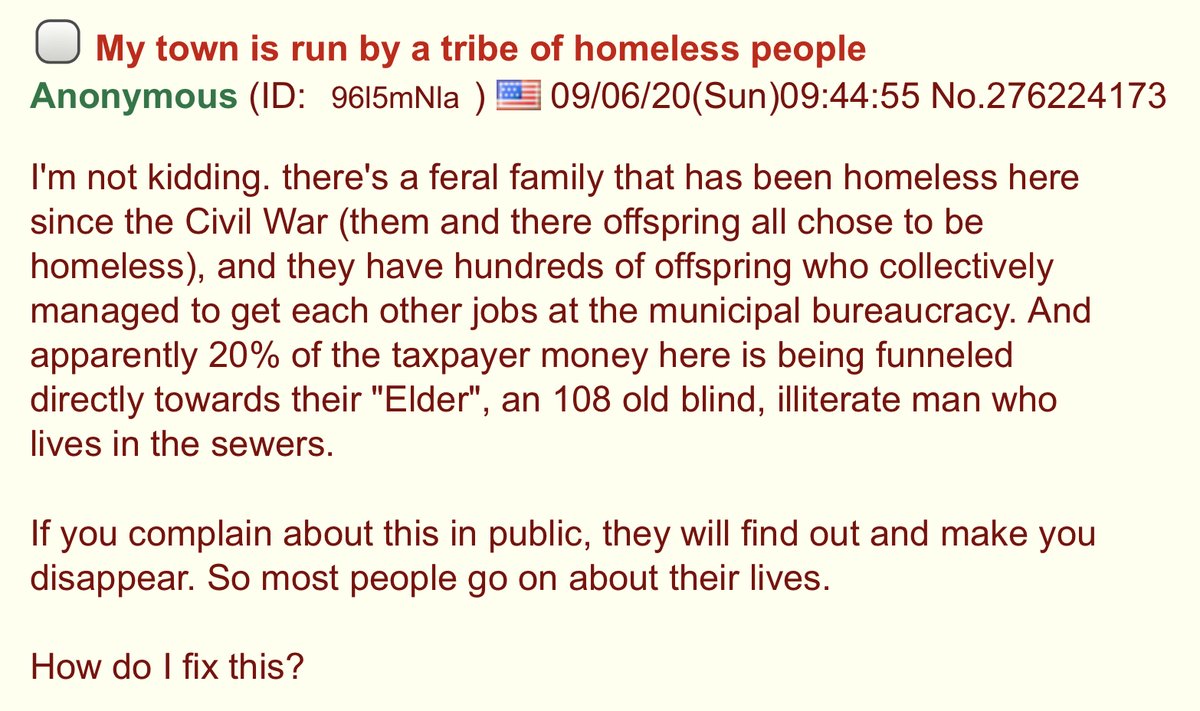 My town is run by a tribe of homeless people
Anonymous (ID: 96l5mNla ) 09/06/20(Sun)09:44:55 No.276224173
I'm not kidding. there's a feral family that has been homeless here
since the Civil War (them and there offspring all chose to be
homeless), and they have hundreds of offspring who collectively
managed to get each other jobs at the municipal bureaucracy. And
apparently 20% of the taxpayer money here is being funneled
directly towards their "Elder", an 108 old blind, illiterate man who
lives in the sewers.
If you complain about this in public, they will find out and make you
disappear. So most people go on about their lives.
How do I fix this?